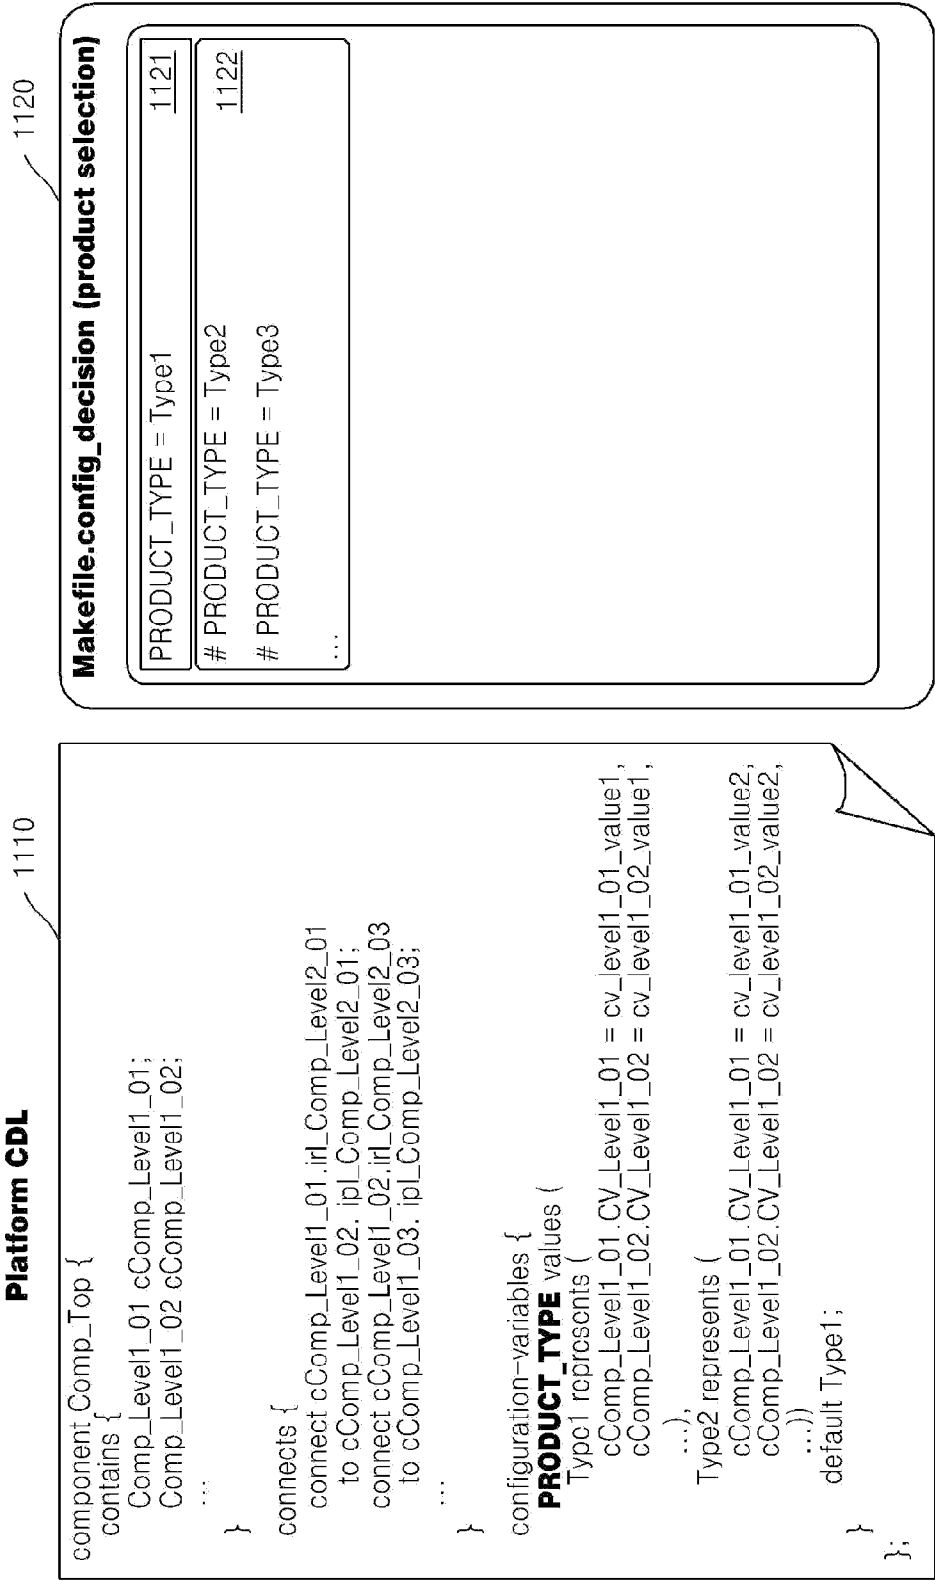 Platform CDL
1110
component Comp_Top {
contains {
Comp_Level1_01 cComp_Level1_01;
Comp_Level1_02 cComp_Level1_02;
...
}
connects {
connect cComp_Level1_01.irl_Comp_Level2_01
to cComp_Level1_02. ipl_Comp_Level2_01;
connect cComp_Level1_02.irl_Comp_Level2_03
to cComp_Level1_03. ipl_Comp_Level2_03;
...
}
configuration-variables {
PRODUCT_TYPE values (
Type1 represents (
cComp_Level1_01.CV_Level1_01 = cv_level1_01_value1,
cComp_Level1_02.CV_Level1_02 = cv_level1_02_value1,
...),
Type2 represents (
cComp_Level1_01.CV_Level1_01 = cv_level1_01_value2,
cComp_Level1_02.CV_Level1_02 = cv_level1_02_value2,
...))
default Type1;
}
};
1120
Makefile.config_decision (product selection)
PRODUCT_TYPE = Type1 1121
# PRODUCT_TYPE = Type2 1122
# PRODUCT_TYPE = Type3
...